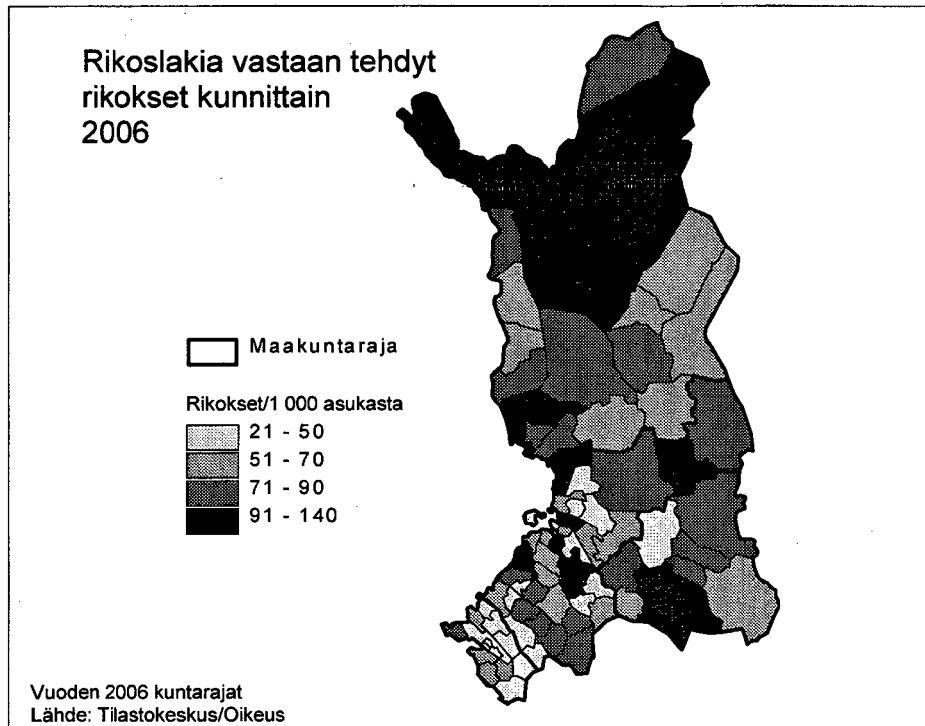 Rikoslakia vastaan tehdyt
rikokset kunnittain
2006
Maakuntaraja
Rikokset/1 000 asukasta
21 - 50
51 - 70
71 - 90
91 - 140
Vuoden 2006 kuntarajat
Lähde: Tilastokeskus/Oikeus